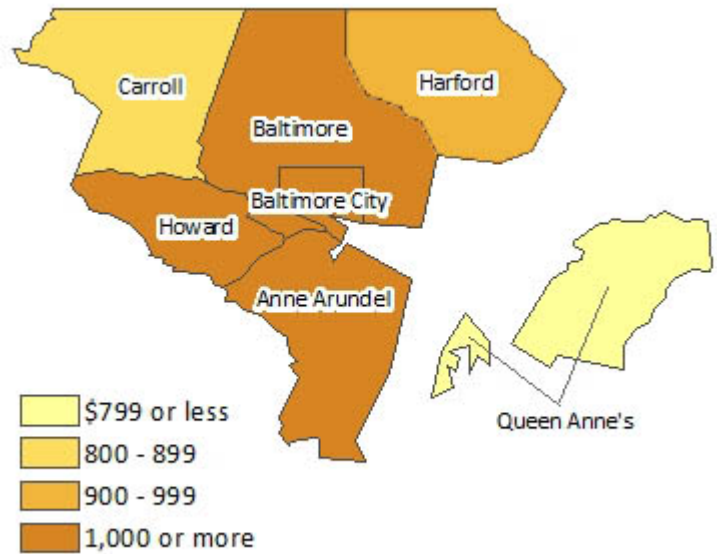 Carroll
Harford
Baltimore
Baltimore City
Howard
Anne Arundel
Queen Anne's
$799 or less
800 - 899
900 - 999
1,000 or more